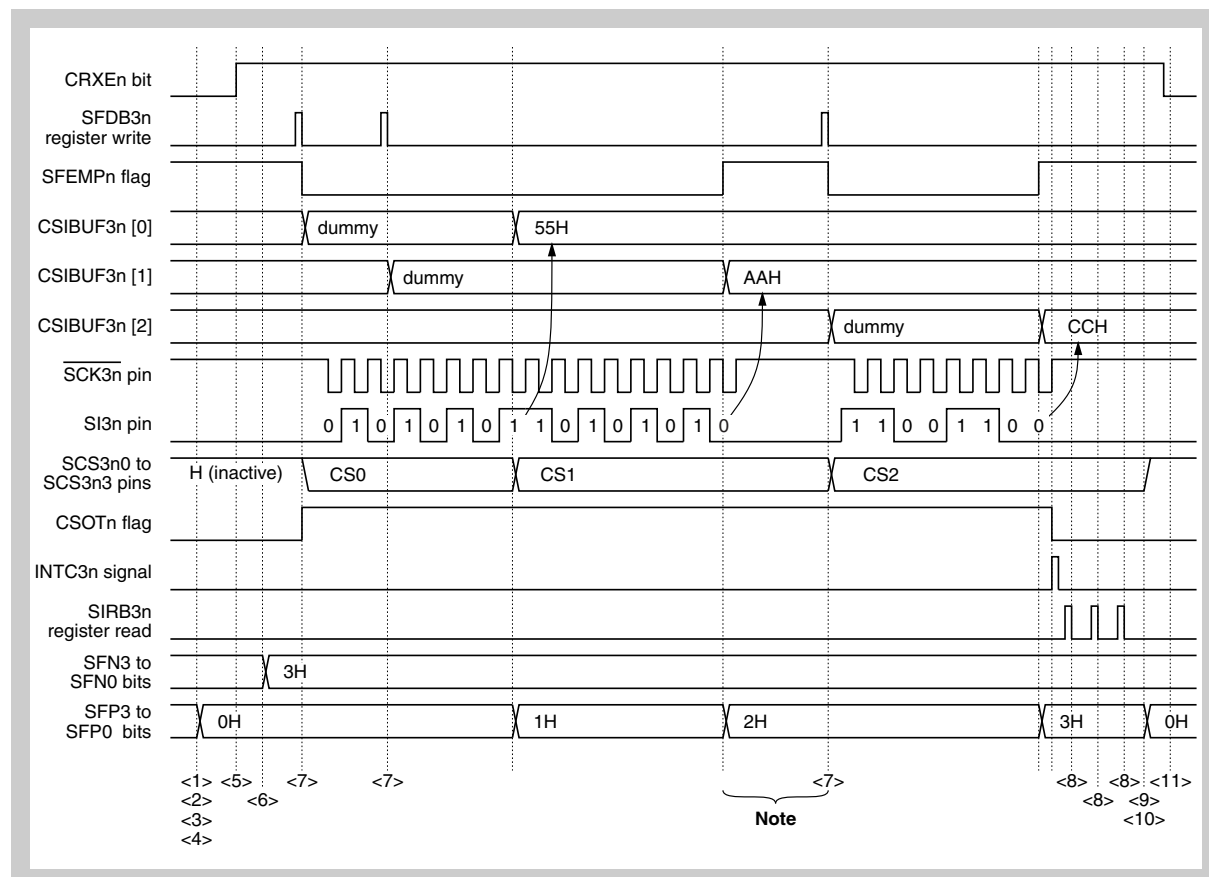 CRXEn bit
SFDB3n
register write
SFEMPn flag
CSIBUF3n [0]
dummy
55H
CSIBUF3n [1]
dummy
AAH
CSIBUF3n [2]
dummy
CCH
SCK3n pin
SI3n pin
0 1 0 1 0 1 0 1 1 0 1 0 1 0 1 0
1 1 0 0 1 1 0 0
SCS3n0 to
SCS3n3 pins
H (inactive)
CS0
CS1
CS2
CSOTn flag
INTC3n signal
SIRB3n
register read
SFN3 to
SFN0 bits
3H
SFP3 to
SFP0 bits
0H
1H
2H
3H
0H
<1> <5> <7> <7> <7> <8> <8> <11>
<2> <6> <8> <9>
<3> Note <10>
<4>